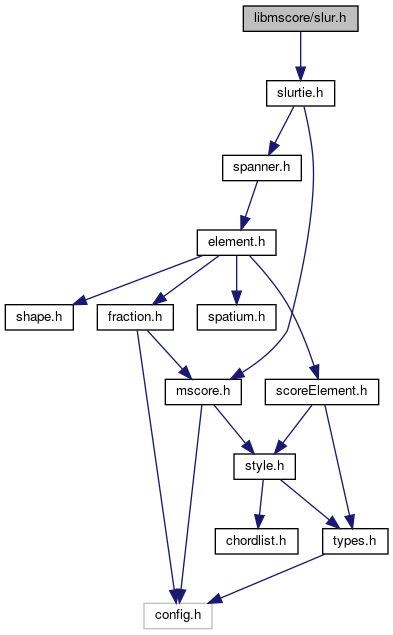 libmscore/slur.h
slurtie.h
spanner.h
element.h
shape.h
fraction.h
spatium.h
mscore.h
scoreElement.h
style.h
chordlist.h
types.h
config.h